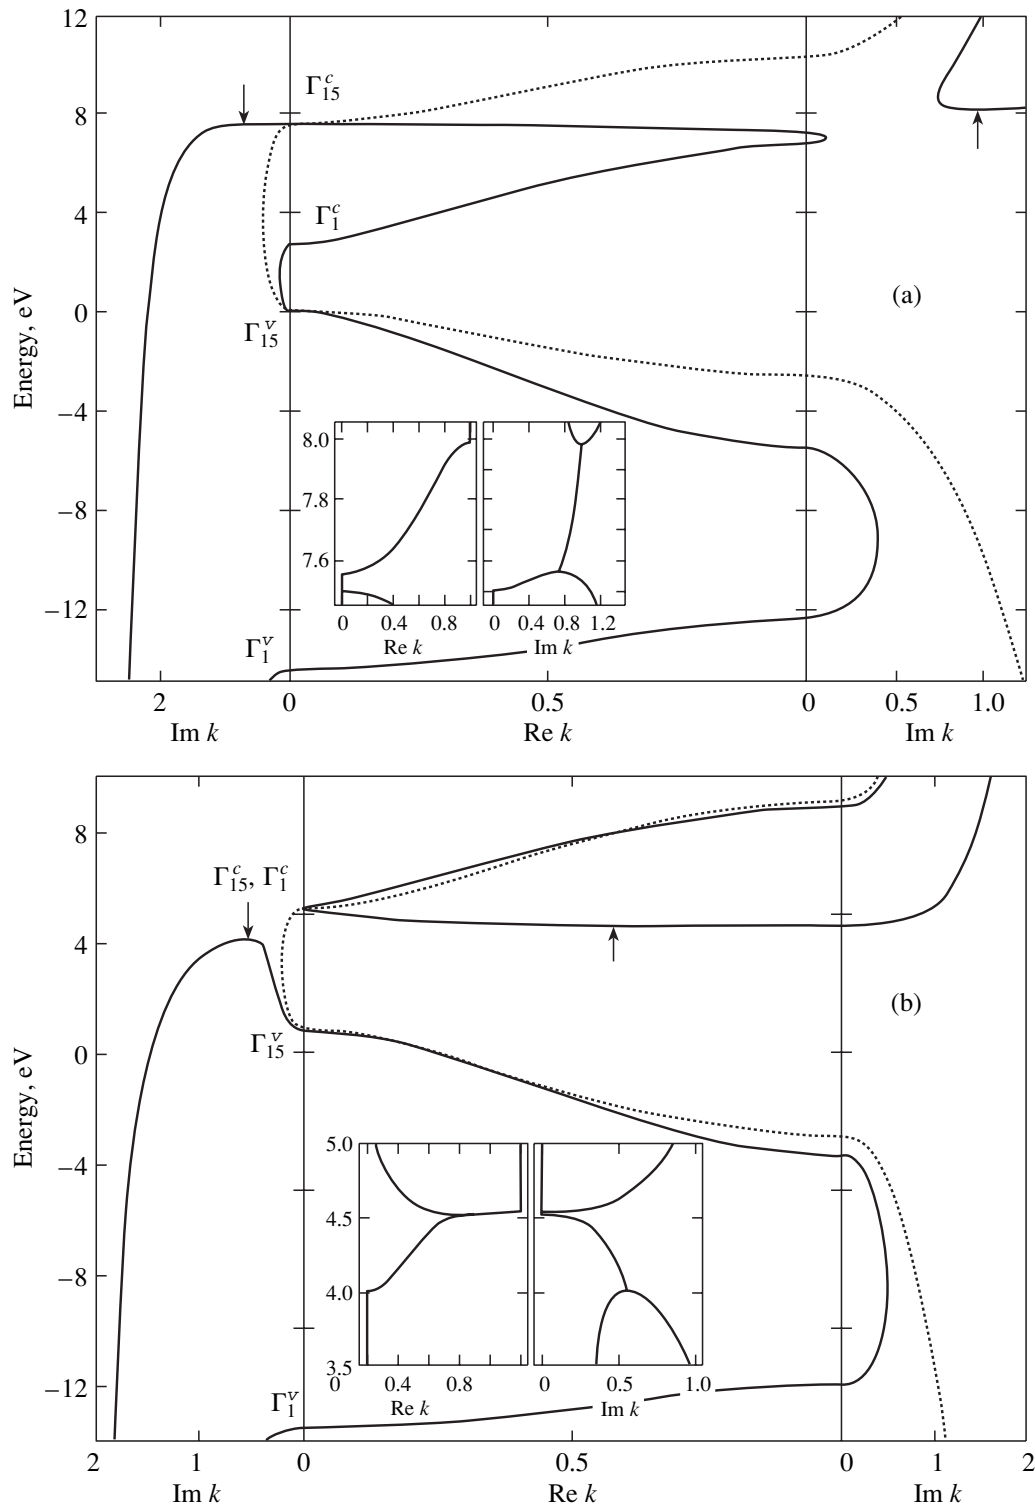 12
Γ15c
8
Γ1c
4
(a)
Energy, eV
0
Γ15v
−4
8.0
7.8
−8
7.6
−12
0 0.4 0.8 0 0.4 0.8 1.2
Re k Im k
Γ1v
2 0 0.5 0 0.5 1.0
Im k Re k Im k
8
Γ15c, Γ1c
4
(b)
Γ15v
Energy, eV
0
5.0
−4
4.5
−8
4.0
3.5
0 0.4 0.8 0 0.5 1.0
−12
Γ1v
Re k Im k
2 1 0 0.5 0 1 2
Im k Re k Im k